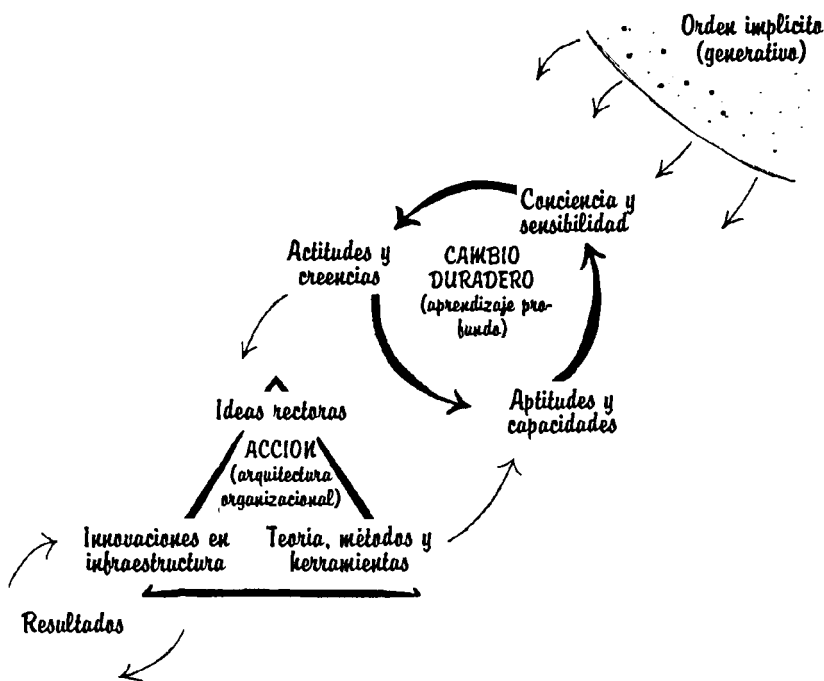 Orden implícito
(generativo)
Conciencia y
sensibilidad
Actitudes y
creencias
CAMBIO
DURADERO
(aprendizaje pro-
fundo)
Aptitudes y
capacidades
Ideas rectoras
ACCION
(arquitectura
organizacional)
Innovaciones en
infraestructura
Teoría, métodos y
herramientas
Resultados